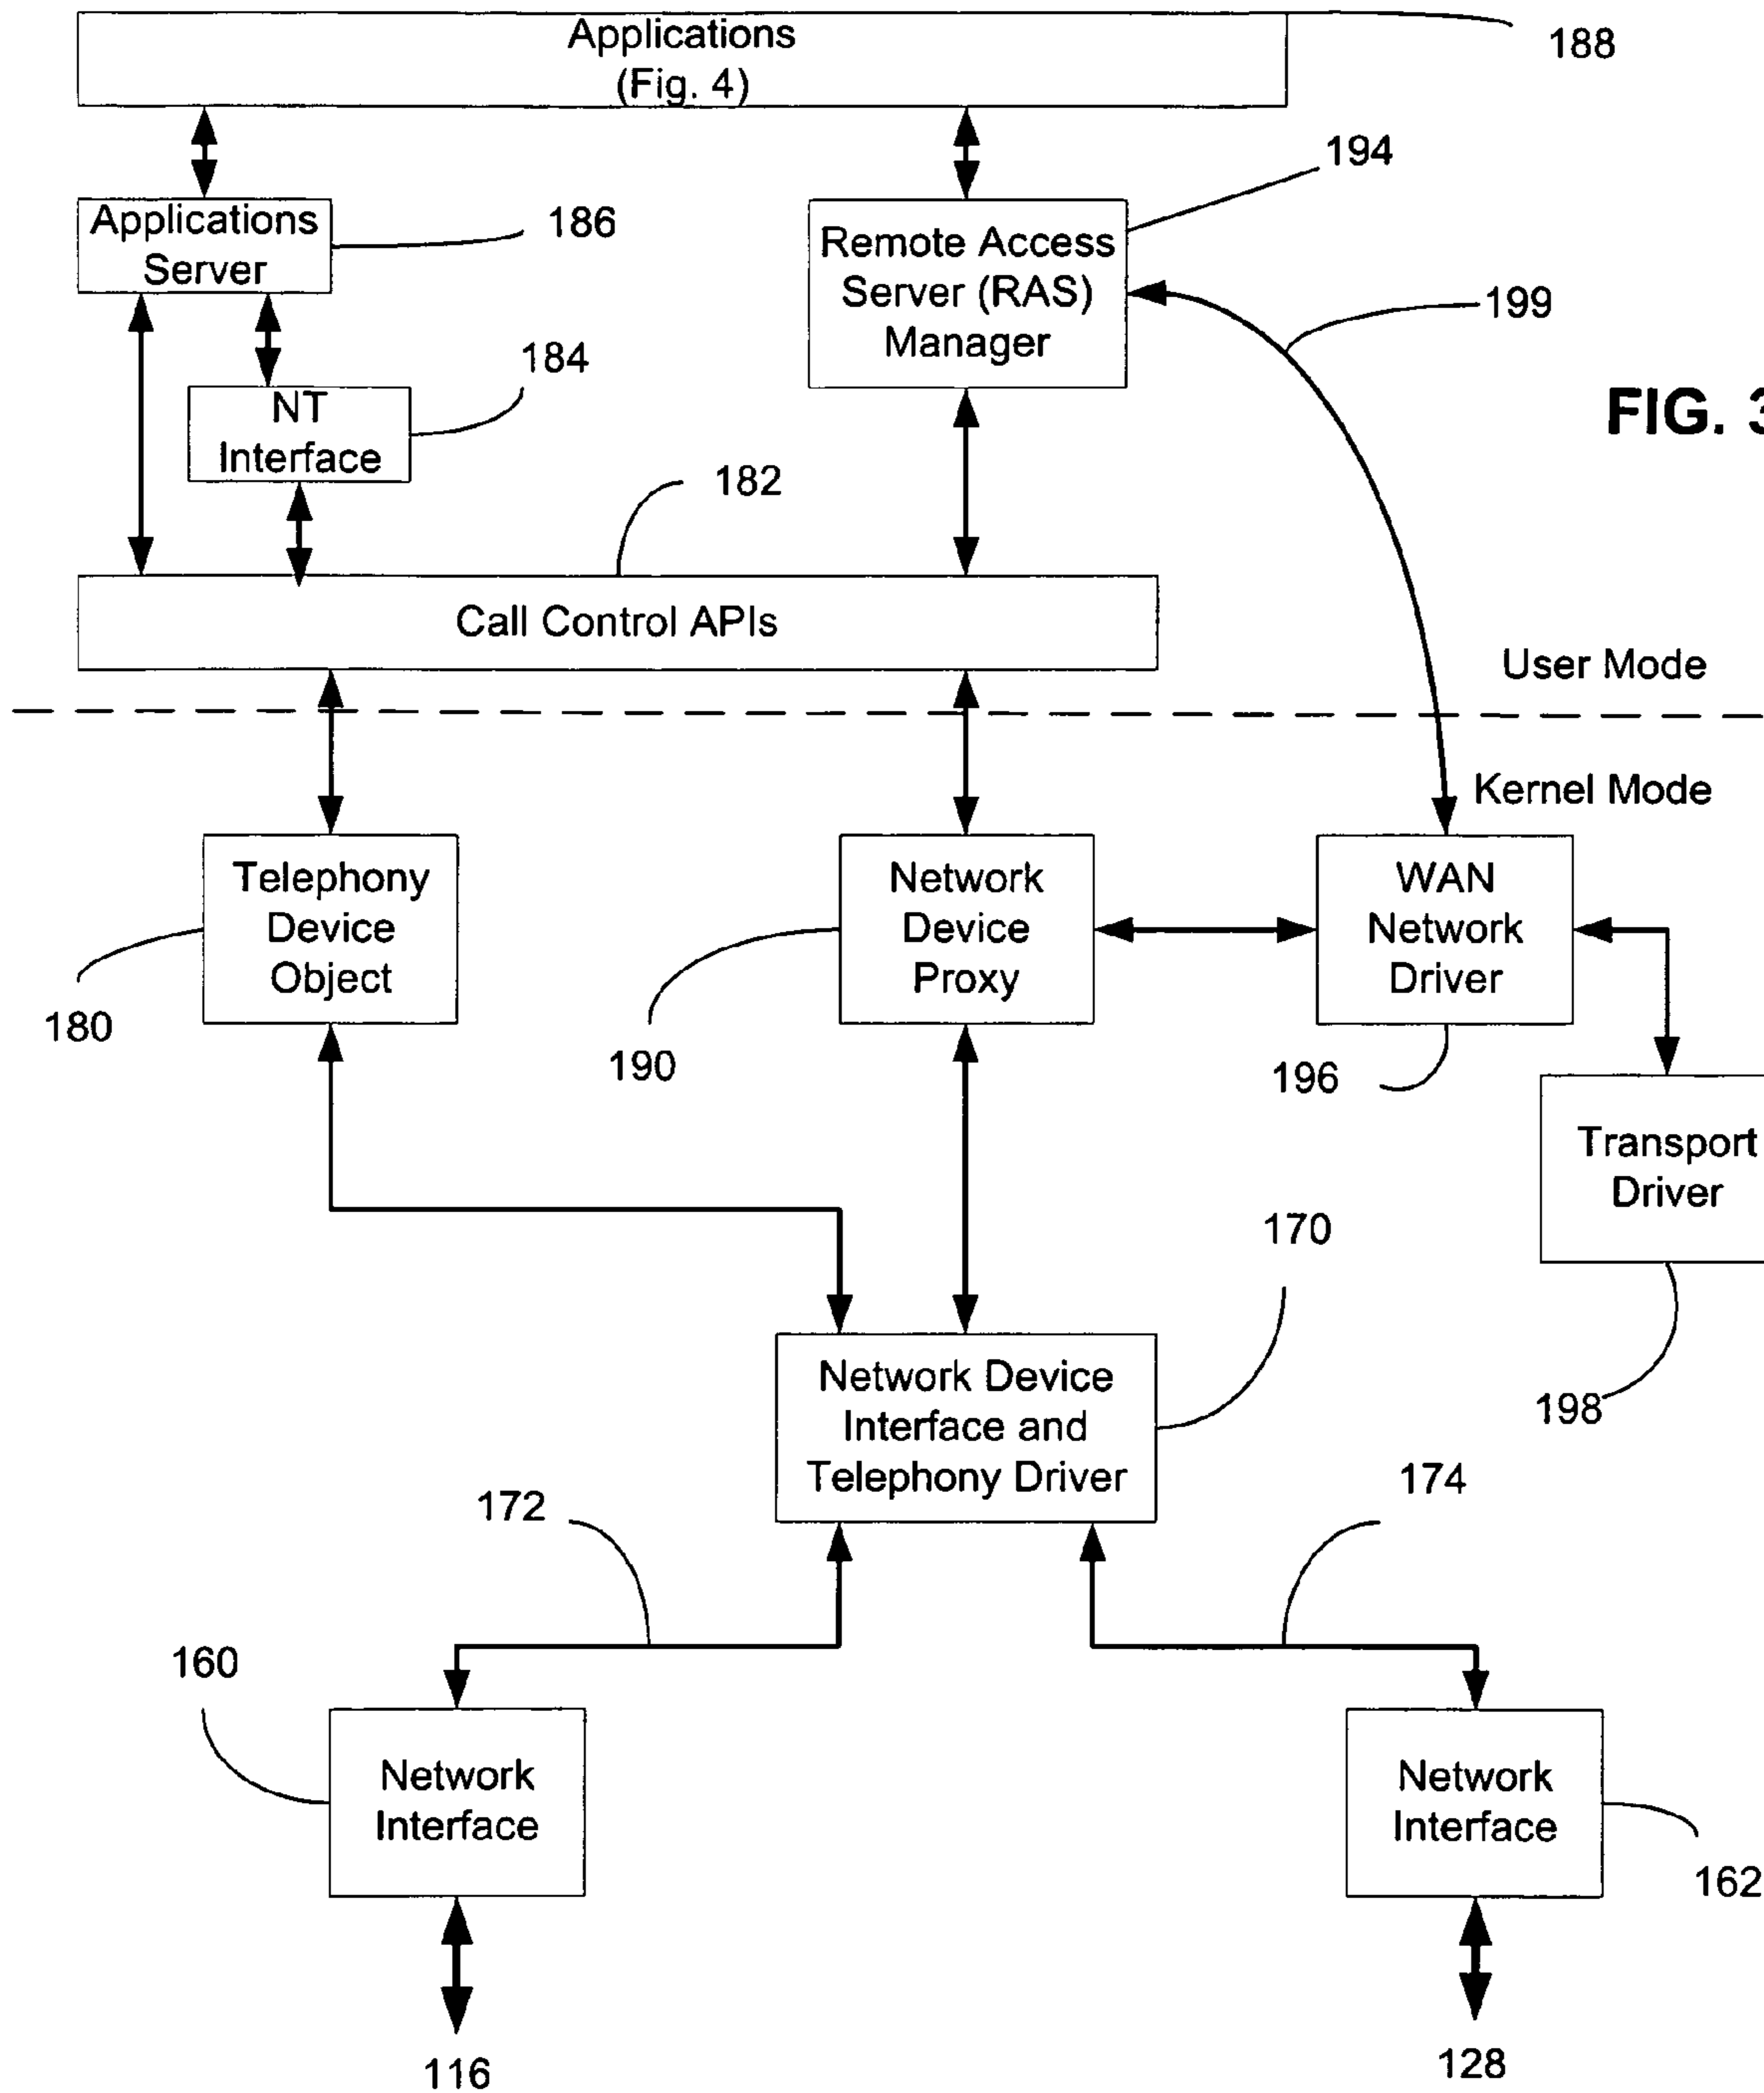 Applications
(Fig. 4)
188
194
Applications
Server
186
Remote Access
Server (RAS)
Manager
199
184
NT
Interface
FIG. 3
182
Call Control APIs
User Mode
Kernel Mode
Telephony
Device
Object
Network
Device
Proxy
WAN
Network
Driver
180
190
196
Transport
Driver
170
Network Device
Interface and
Telephony Driver
198
172
174
160
Network
Interface
Network
Interface
162
116
128